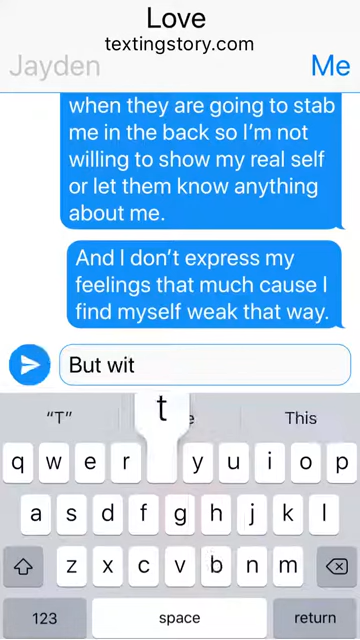 Love
textingstory.com
Jayden Me
when they are going to stab
me in the back so I'm not
willing to show my real self
or let them know anything
about me.
And I don't express my
feelings that much cause I
find myself weak that way.
But wit
“T” This
t
q w e r y u i o p
a s d f g h j k l
z x c v b n m
123 space return